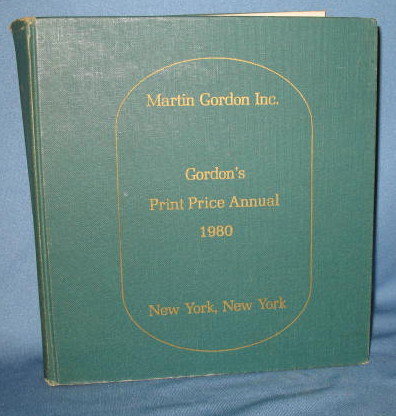 Martin Gordon Inc.
Gordon's
Print Price Annual
1980
New York, New York